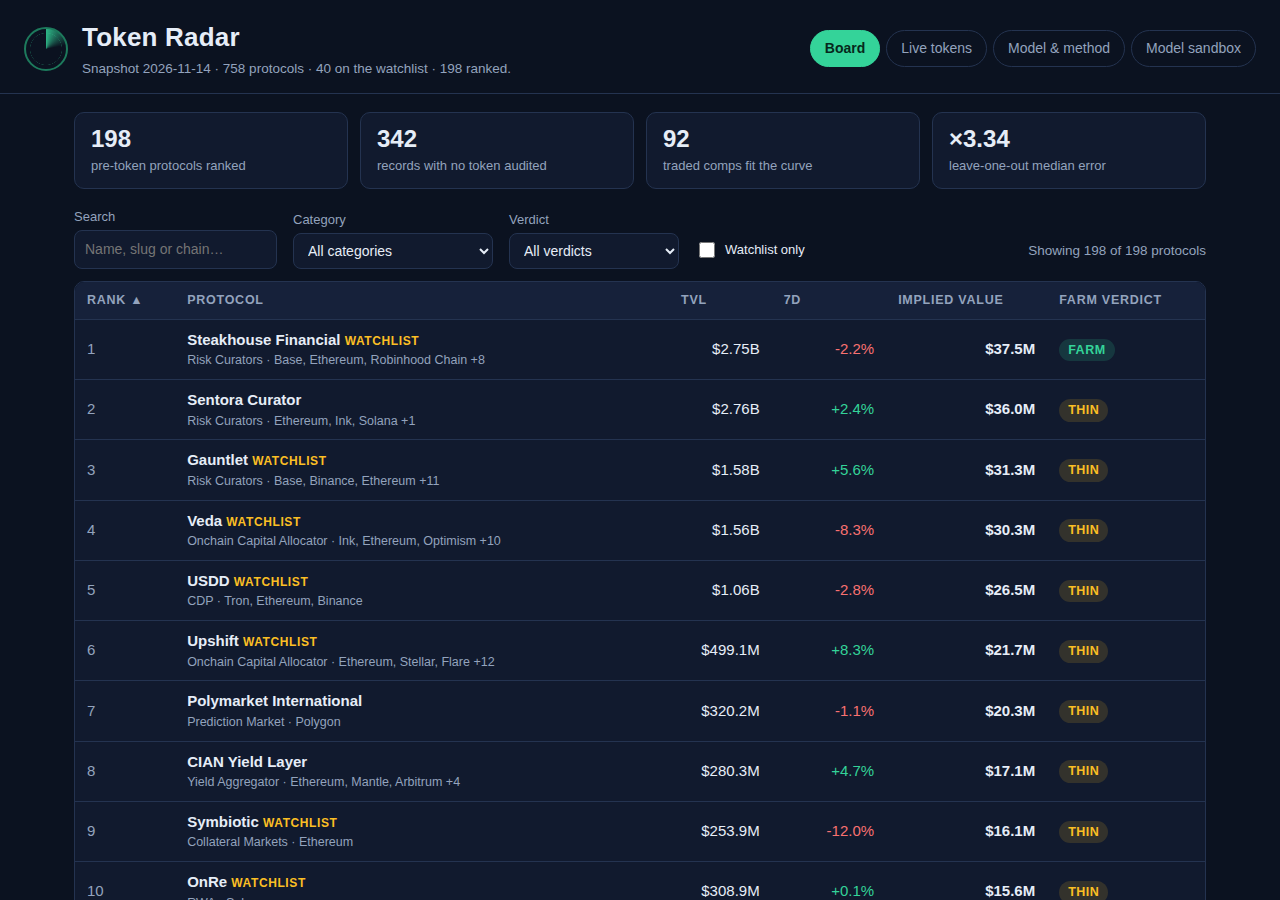 Token Radar
Snapshot 2026-11-14 · 758 protocols · 40 on the watchlist · 198 ranked.
Board Live tokens Model & method Model sandbox
198
pre-token protocols ranked
342
records with no token audited
92
traded comps fit the curve
×3.34
leave-one-out median error
Search Category Verdict
Name, slug or chain… All categories All verdicts Watchlist only Showing 198 of 198 protocols
RANK ▲ PROTOCOL TVL 7D IMPLIED VALUE FARM VERDICT
1 Steakhouse Financial WATCHLIST $2.75B -2.2% $37.5M FARM
Risk Curators · Base, Ethereum, Robinhood Chain +8
2 Sentora Curator $2.76B +2.4% $36.0M THIN
Risk Curators · Ethereum, Ink, Solana +1
3 Gauntlet WATCHLIST $1.58B +5.6% $31.3M THIN
Risk Curators · Base, Binance, Ethereum +11
4 Veda WATCHLIST $1.56B -8.3% $30.3M THIN
Onchain Capital Allocator · Ink, Ethereum, Optimism +10
5 USDD WATCHLIST $1.06B -2.8% $26.5M THIN
CDP · Tron, Ethereum, Binance
6 Upshift WATCHLIST $499.1M +8.3% $21.7M THIN
Onchain Capital Allocator · Ethereum, Stellar, Flare +12
7 Polymarket International $320.2M -1.1% $20.3M THIN
Prediction Market · Polygon
8 CIAN Yield Layer $280.3M +4.7% $17.1M THIN
Yield Aggregator · Ethereum, Mantle, Arbitrum +4
9 Symbiotic WATCHLIST $253.9M -12.0% $16.1M THIN
Collateral Markets · Ethereum
10 OnRe WATCHLIST $308.9M +0.1% $15.6M THIN